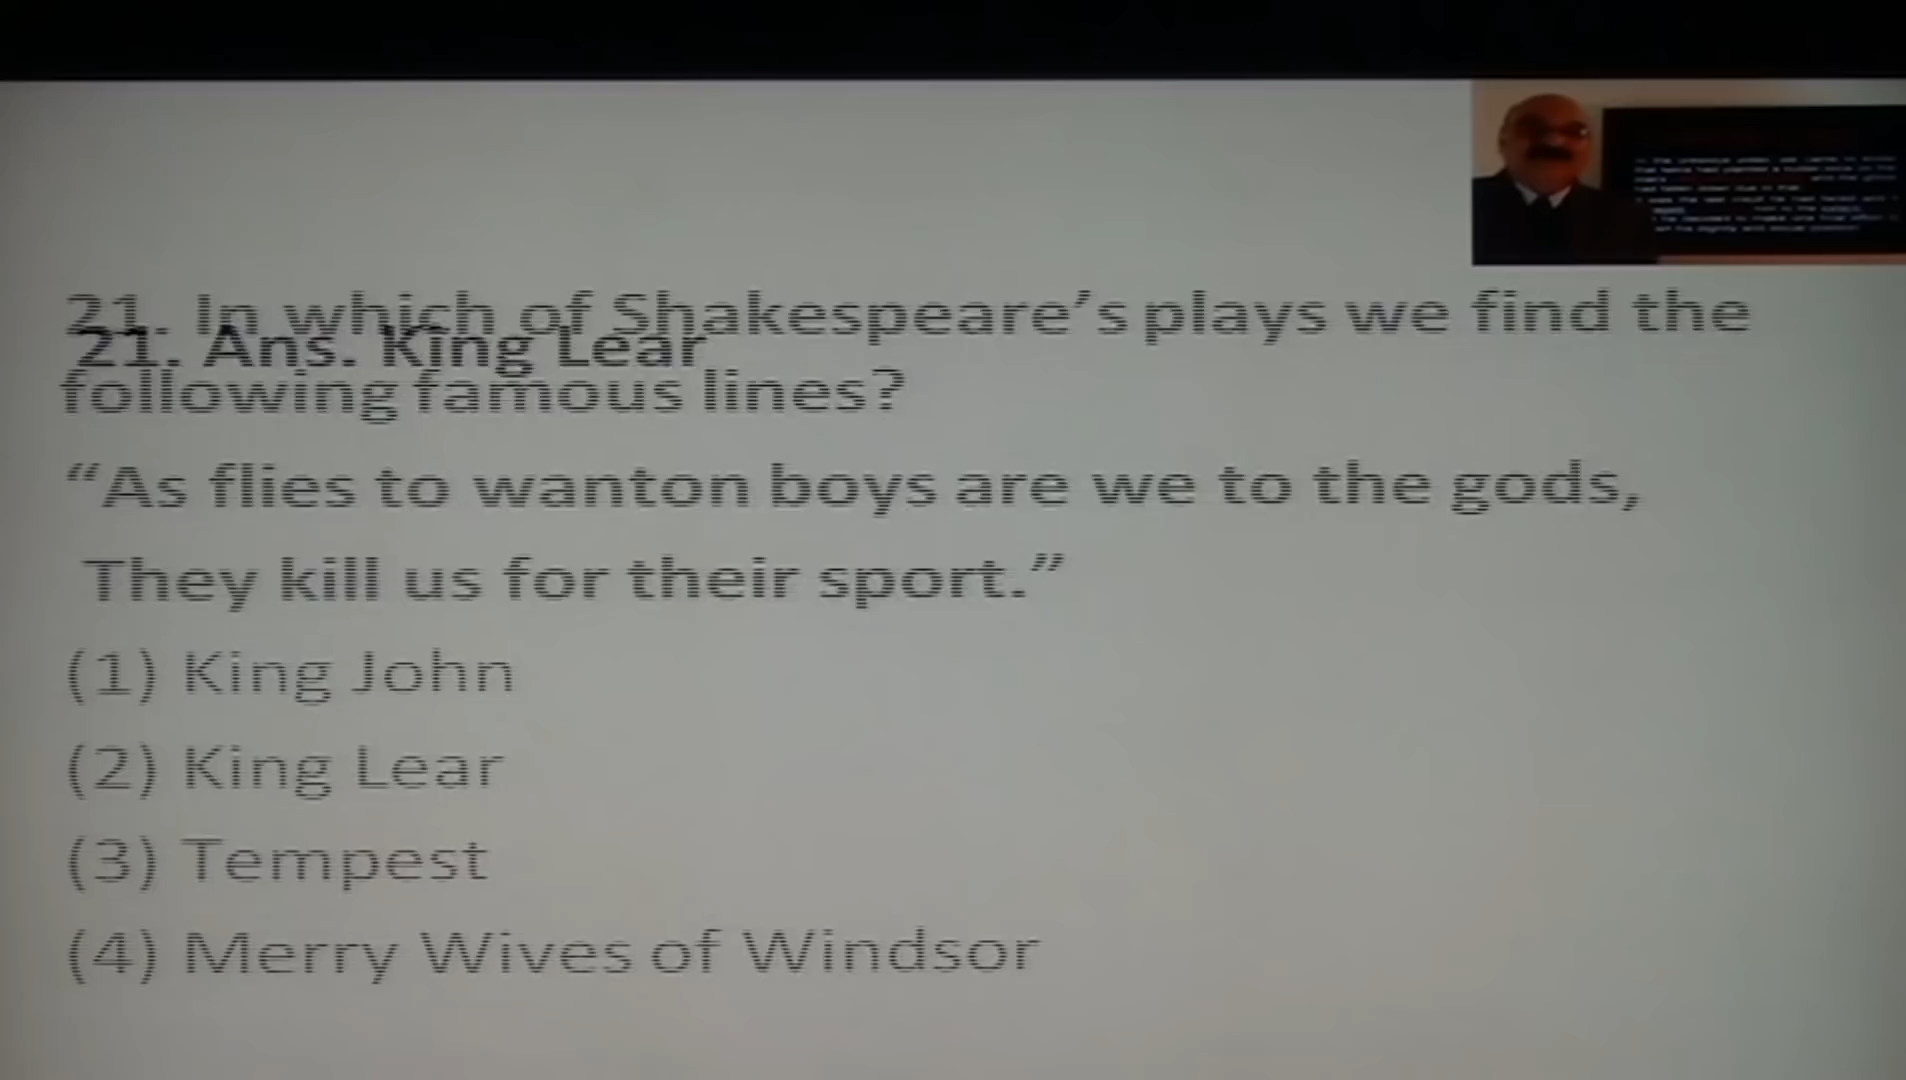 21. In which of Shakespeare's plays we find the
21. Ans. King Lear
following famous lines?
“As flies to wanton boys are we to the gods,
They kill us for their sport.”
(1) King John
(2) King Lear
(3) Tempest
(4) Merry Wives of Windsor